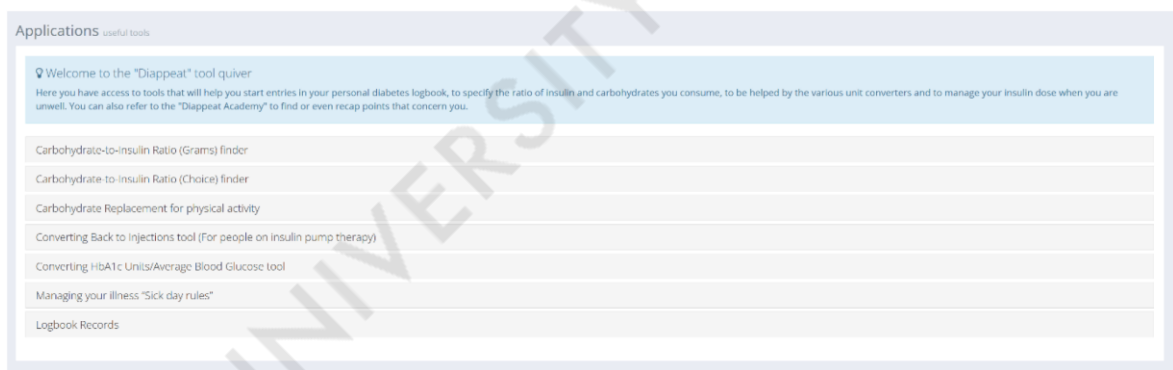 Applications useful tools
Welcome to the "Diappeat" tool quiver
Here you have access to tools that will help you start entries in your personal diabetes logbook, to specify the ratio of insulin and carbohydrates you consume, to be helped by the various unit converters and to manage your insulin dose when you are
unwell. You can also refer to the "Diappeat Academy" to find or even recap points that concern you.
Carbohydrate-to-Insulin Ratio (Grams) finder
Carbohydrate-to-Insulin Ratio (Choice) finder
Carbohydrate Replacement for physical activity
Converting Back to Injections tool (For people on insulin pump therapy)
Converting HbA1c Units/Average Blood Glucose tool
Managing your illness "Sick day rules"
Logbook Records
UNIVERSITY